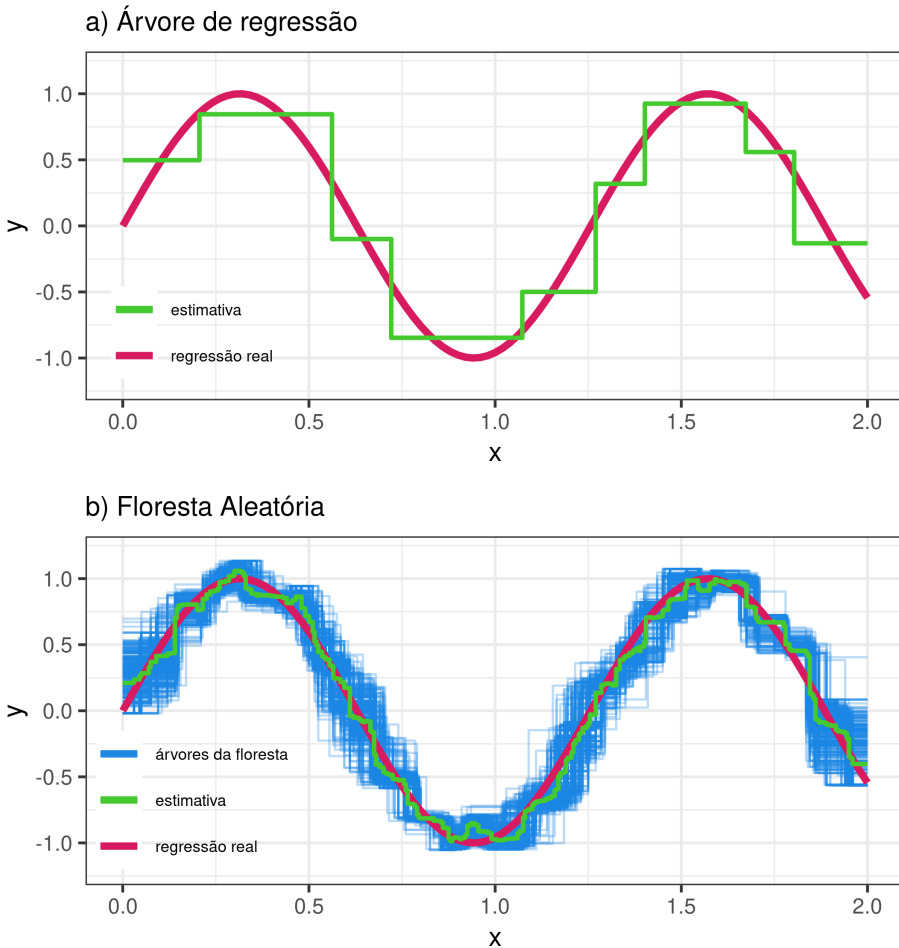 a) Árvore de regressão
1.0
0.5
0.0
-0.5
-1.0
y
estimativa
regressão real
0.0 0.5 1.0 1.5 2.0
x
b) Floresta Aleatória
1.0
0.5
0.0
-0.5
-1.0
y
árvores da floresta
estimativa
regressão real
0.0 0.5 1.0 1.5 2.0
x